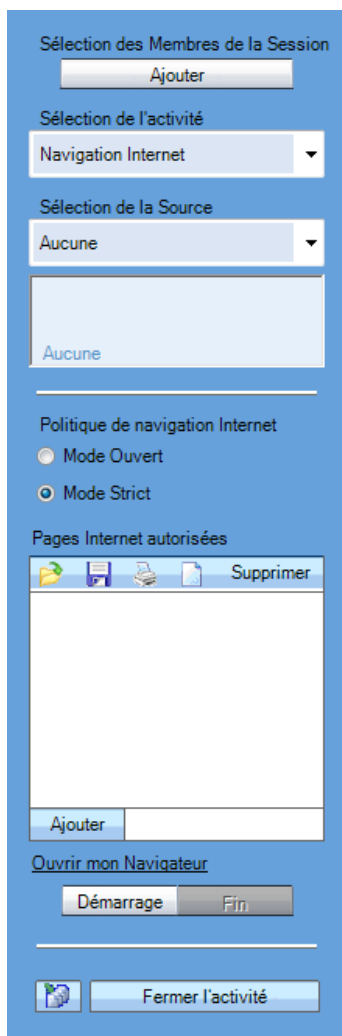 Sélection des Membres de la Session
Ajouter
Sélection de l'activité
Navigation Internet
Sélection de la Source
Aucune
Aucune
Politique de navigation Internet
Mode Ouvert
Mode Strict
Pages Internet autorisées
Supprimer
Ajouter
Ouvrir mon Navigateur
Démarrage Fin
Fermer l'activité